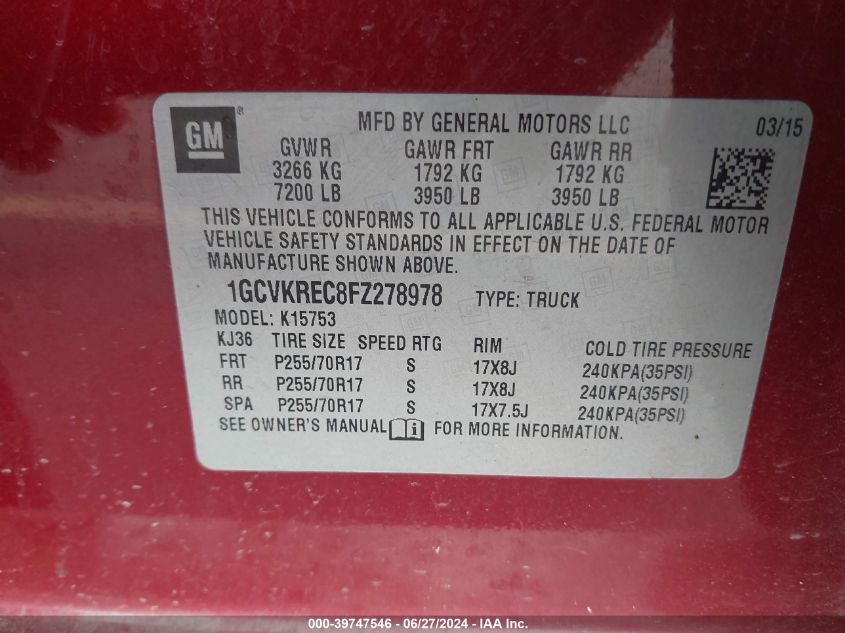 GM ®
MFD BY GENERAL MOTORS LLC 03/15
GVWR GAWR FRT GAWR RR
3266 KG 1792 KG 1792 KG
7200 LB 3950 LB 3950 LB
THIS VEHICLE CONFORMS TO ALL APPLICABLE U.S. FEDERAL MOTOR
VEHICLE SAFETY STANDARDS IN EFFECT ON THE DATE OF
MANUFACTURE SHOWN ABOVE.
1GCVKREC8FZ278978 TYPE: TRUCK
MODEL: K15753
KJ36 TIRE SIZE SPEED RTG RIM COLD TIRE PRESSURE
FRT P255/70R17 S 17X8J 240KPA(35PSI)
RR P255/70R17 S 17X8J 240KPA(35PSI)
SPA P255/70R17 S 17X7.5J 240KPA(35PSI)
SEE OWNER'S MANUAL i FOR MORE INFORMATION.
000-39747546 - 06/27/2024 - IAA Inc.